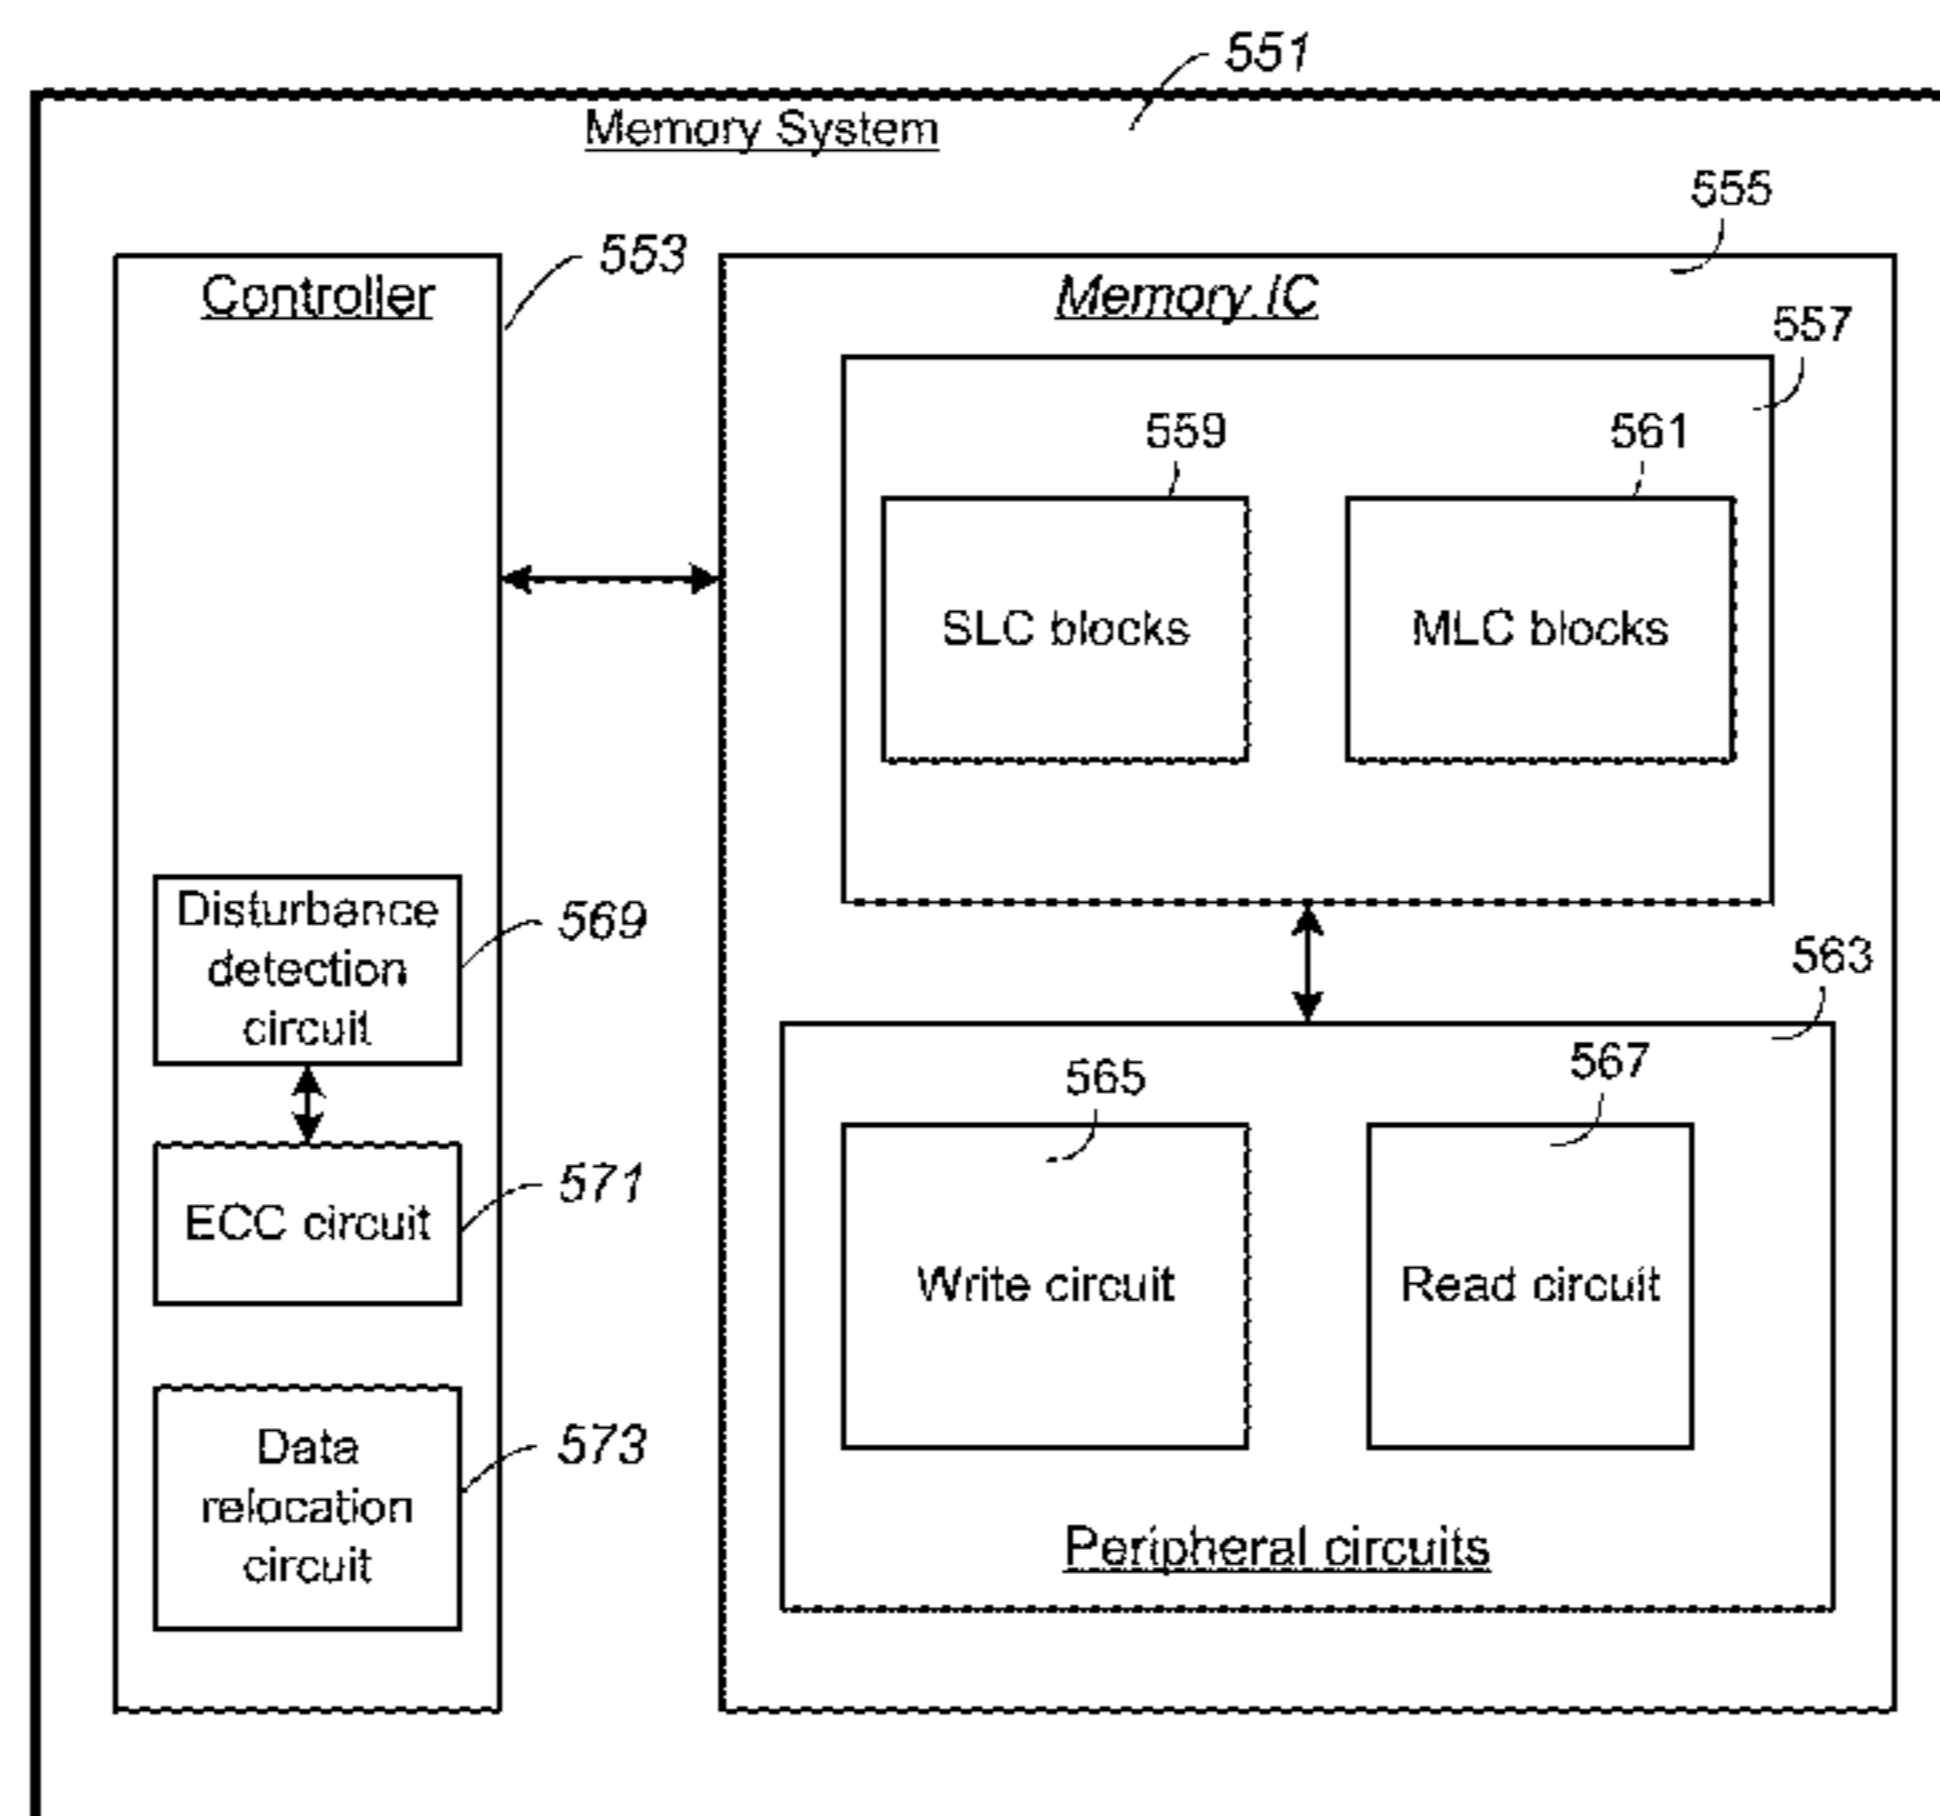 551
Memory System
555
553
Controller
Memory IC
557
559
561
SLC blocks
MLC blocks
Disturbance
detection
circuit
569
563
565
567
ECC circuit
571
Write circuit
Read circuit
Data
relocation
circuit
573
Peripheral circuits